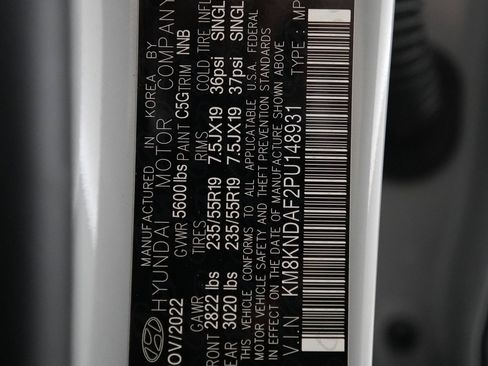 MANUFACTURED IN KOREA BY
HYUNDAI MOTOR COMPANY
OV/2022 GVWR 5600lbs PAINT C5G TRIM NNB
GAWR TIRES RIMS COLD TIRE INFL
RONT 2822 lbs 235/55R19 7.5JX19 36psi SINGL
EAR 3020 lbs 235/55R19 7.5JX19 37psi SINGL
THIS VEHICLE CONFORMS TO ALL APPLICABLE U.S.A. FEDERAL
MOTOR VEHICLE SAFETY AND THEFT PREVENTION STANDARDS
IN EFFECT ON THE DATE OF MANUFACTURE SHOWN ABOVE
V.I.N : KM8KNDAF2PU148931 TYPE : MP